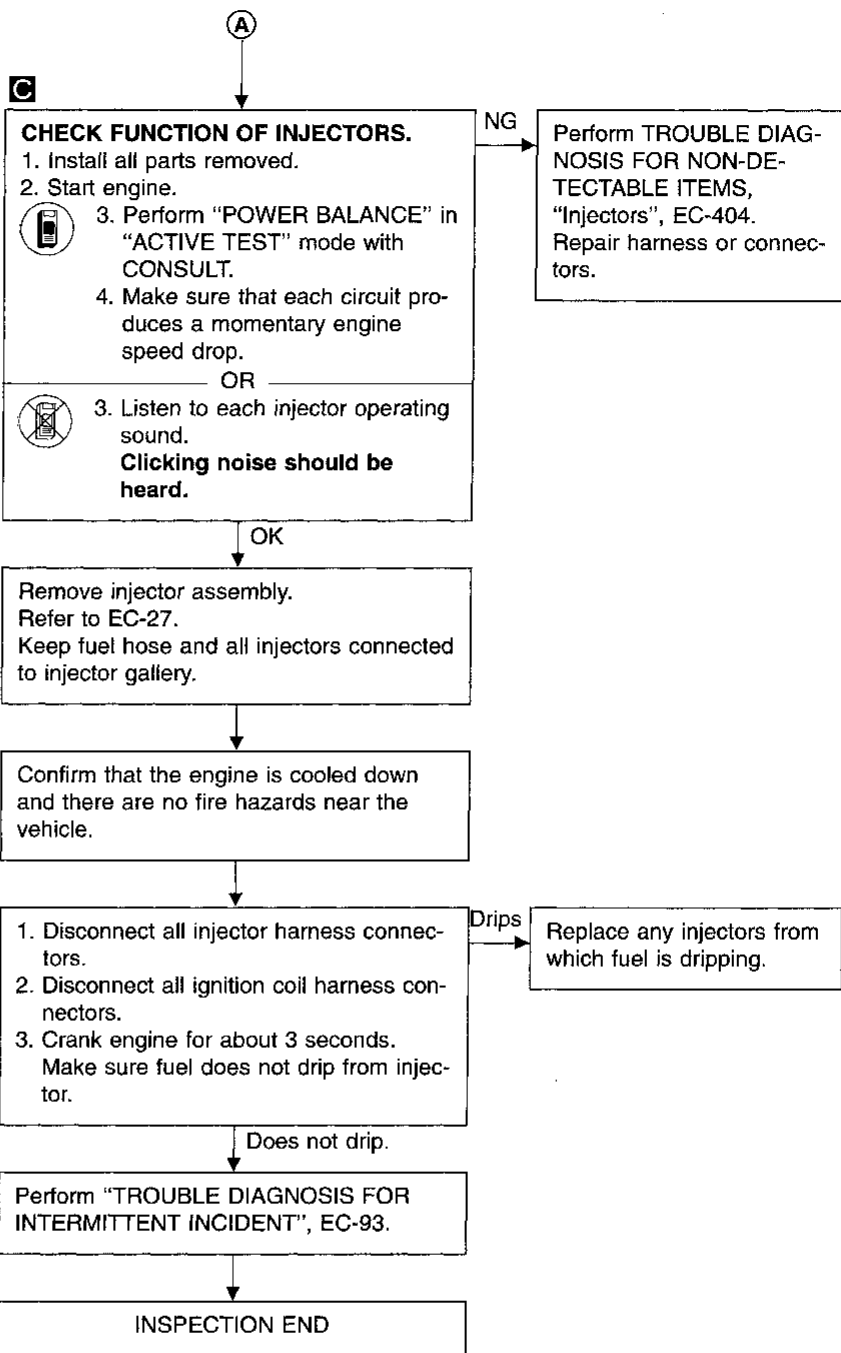 A
C
CHECK FUNCTION OF INJECTORS.
1. Install all parts removed.
2. Start engine.
3. Perform "POWER BALANCE" in
"ACTIVE TEST" mode with
CONSULT.
4. Make sure that each circuit pro-
duces a momentary engine
speed drop.
OR
3. Listen to each injector operating
sound.
Clicking noise should be
heard.
NG
Perform TROUBLE DIAG-
NOSIS FOR NON-DE-
TECTABLE ITEMS,
"Injectors", EC-404.
Repair harness or connec-
tors.
OK
Remove injector assembly.
Refer to EC-27.
Keep fuel hose and all injectors connected
to injector gallery.
Confirm that the engine is cooled down
and there are no fire hazards near the
vehicle.
1. Disconnect all injector harness connec-
tors.
2. Disconnect all ignition coil harness con-
nectors.
3. Crank engine for about 3 seconds.
Make sure fuel does not drip from injec-
tor.
Drips
Replace any injectors from
which fuel is dripping.
Does not drip.
Perform "TROUBLE DIAGNOSIS FOR
INTERMITTENT INCIDENT", EC-93.
INSPECTION END